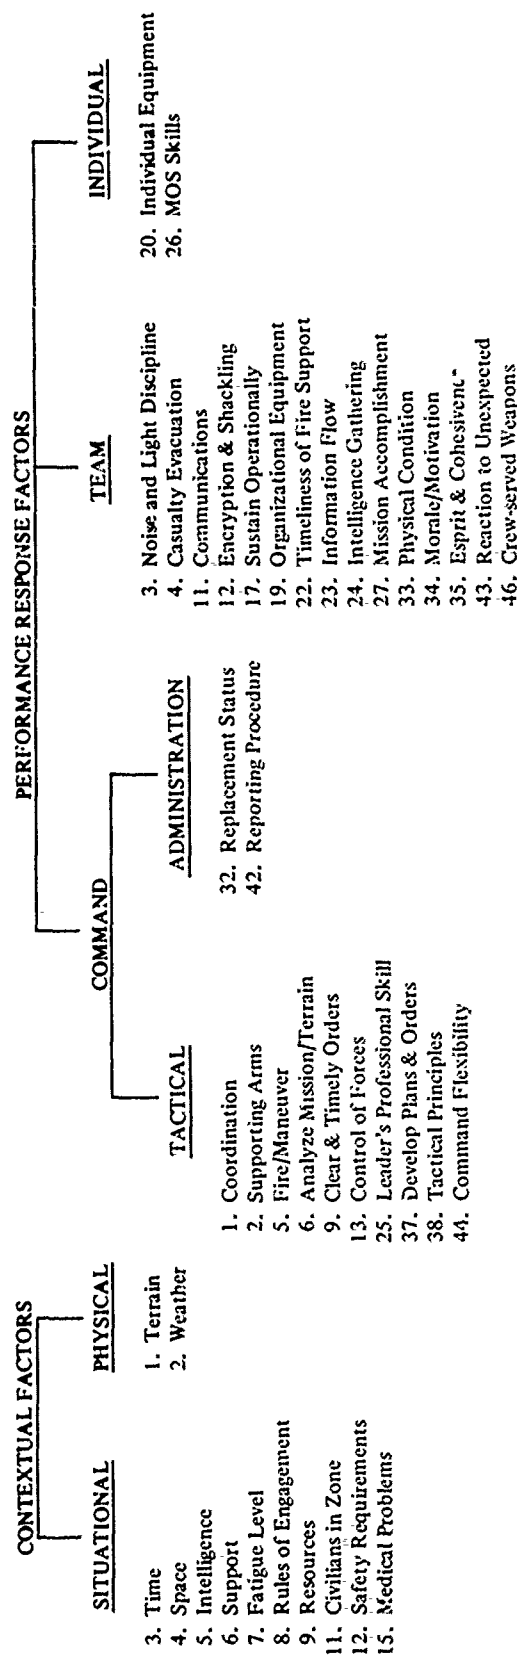 CONTEXTUAL FACTORS
SITUATIONAL
3. Time
4. Space
5. Intelligence
6. Support
7. Fatigue Level
8. Rules of Engagement
9. Resources
11. Civilians in Zone
12. Safety Requirements
15. Medical Problems
PHYSICAL
1. Terrain
2. Weather
PERFORMANCE RESPONSE FACTORS
COMMAND
TACTICAL
1. Coordination
2. Supporting Arms
5. Fire/Maneuver
6. Analyze Mission/Terrain
9. Clear & Timely Orders
13. Control of Forces
25. Leader's Professional Skill
37. Develop Plans & Orders
38. Tactical Principles
44. Command Flexibility
ADMINISTRATION
32. Replacement Status
42. Reporting Procedure
TEAM
3. Noise and Light Discipline
4. Casualty Evacuation
11. Communications
12. Encryption & Shackling
17. Sustain Operationally
19. Organizational Equipment
22. Timeliness of Fire Support
23. Information Flow
24. Intelligence Gathering
27. Mission Accomplishment
33. Physical Condition
34. Morale/Motivation
35. Esprit &
43. Reaction to Unexpected
46. Crew-served Weapons
INDIVIDUAL
20. Individual Equipment
26. MOS Skills